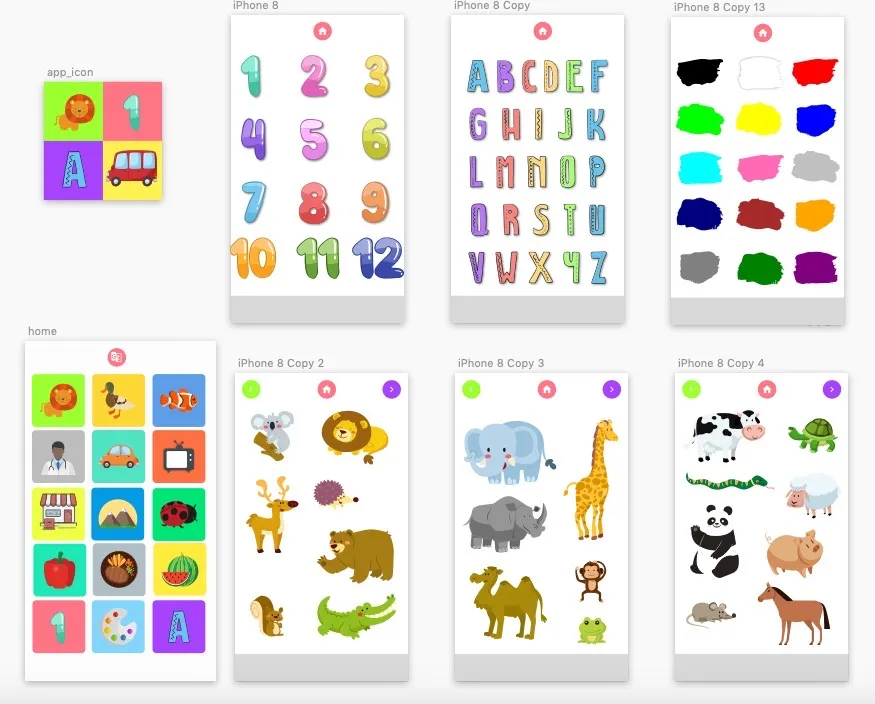 iPhone 8
iPhone 8 Copy
iPhone 8 Copy 13
app_icon
1
A
1 2 3
4 5 6
7 8 9
10 11 12
A B C D E F
G H I J K
L M N O P
Q R S T U
V W X Y Z
home
1
A
iPhone 8 Copy 2
iPhone 8 Copy 3
iPhone 8 Copy 4